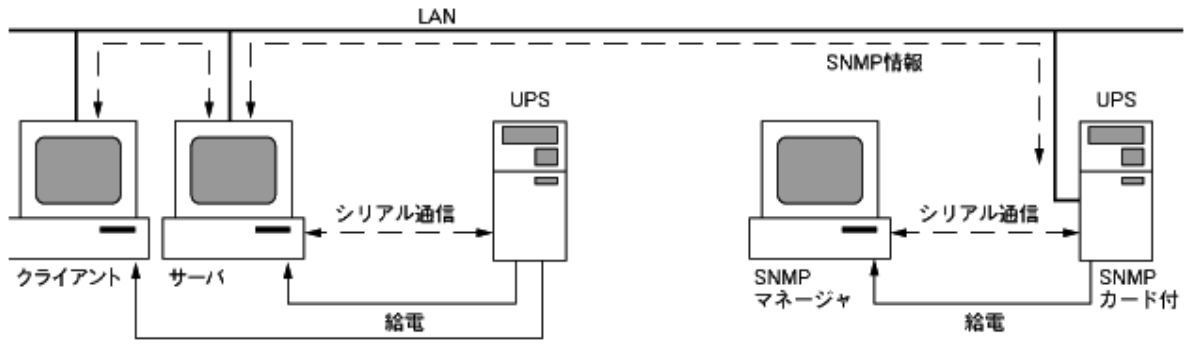 LAN
SNMP情報
UPS
UPS
シリアル通信
シリアル通信
クライアント
サーバ
SNMP
マネージャ
SNMP
カード付
給電
給電